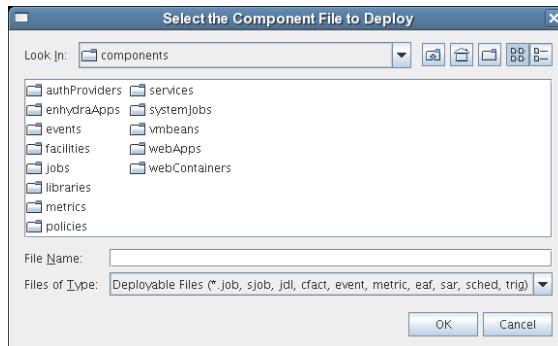 Select the Component File to Deploy
Look In: components
authProviders services
enhydraApps systemJobs
events vmbeans
facilities webApps
jobs webContainers
libraries
metrics
policies
File Name:
Files of Type: Deployable Files (*.job, sjob, jdl, cfact, event, metric, eaf, sar, sched, trig)
OK Cancel